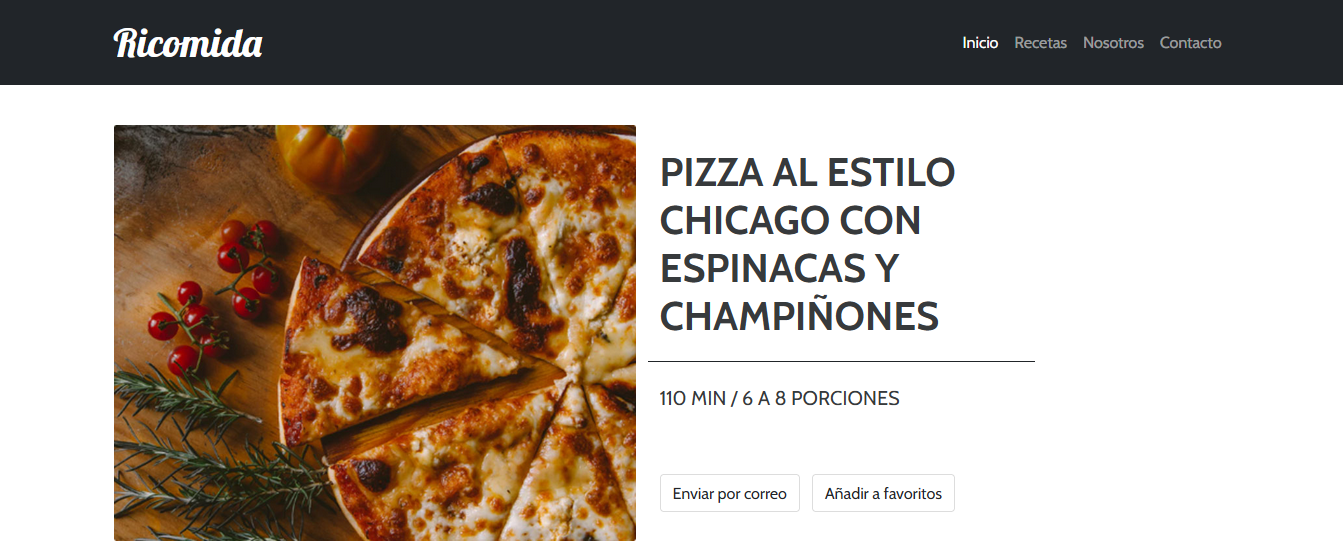 Ricomida
Inicio Recetas Nosotros Contacto
PIZZA AL ESTILO
CHICAGO CON
ESPINACAS Y
CHAMPIÑONES
110 MIN / 6 A 8 PORCIONES
Enviar por correo Añadir a favoritos